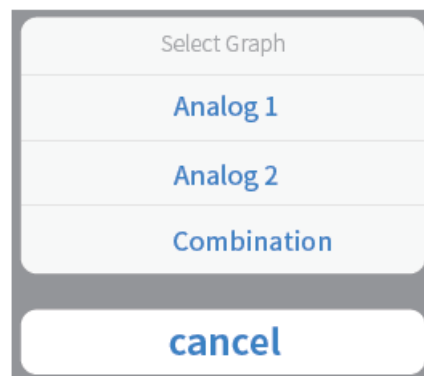 Select Graph
Analog 1
Analog 2
Combination
cancel